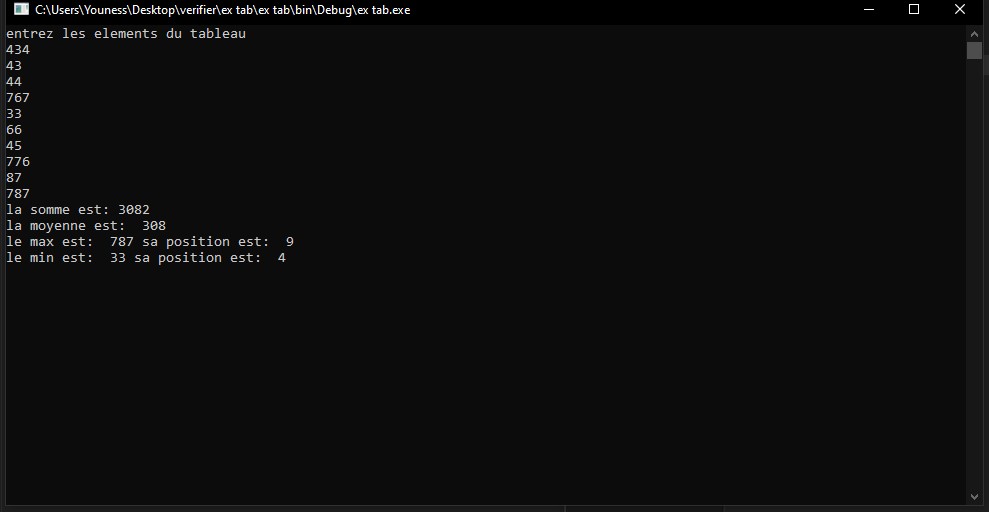 C:\Users\Youness\Desktop\verifier\ex tab\ex tab\bin\Debug\ex tab.exe
entrez les elements du tableau
434
43
44
767
33
66
45
776
87
787
la somme est: 3082
la moyenne est:  308
le max est:  787 sa position est:  9
le min est:  33 sa position est:  4